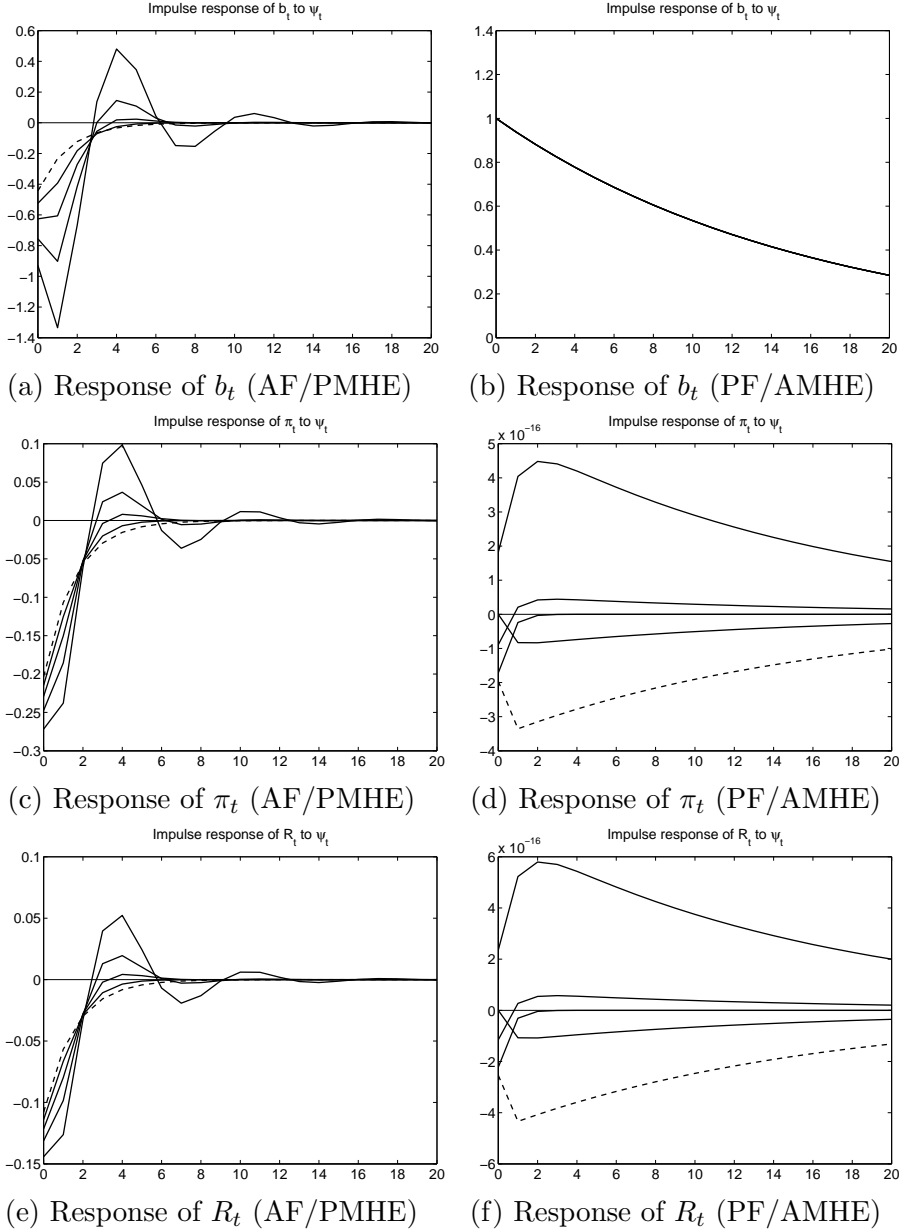 Impulse response of b_t to ψ_t
0.6
0.4
0.2
0
−0.2
−0.4
−0.6
−0.8
−1
−1.2
−1.4
0 2 4 6 8 10 12 14 16 18 20
(a) Response of b_t (AF/PMHE)
Impulse response of b_t to ψ_t
1.4
1.2
1
0.8
0.6
0.4
0.2
0
0 2 4 6 8 10 12 14 16 18 20
(b) Response of b_t (PF/AMHE)
Impulse response of π_t to ψ_t
0.1
0.05
0
−0.05
−0.1
−0.15
−0.2
−0.25
−0.3
0 2 4 6 8 10 12 14 16 18 20
(c) Response of π_t (AF/PMHE)
Impulse response of π_t to ψ_t
x 10^−16
5
4
3
2
1
0
−1
−2
−3
−4
0 2 4 6 8 10 12 14 16 18 20
(d) Response of π_t (PF/AMHE)
Impulse response of R_t to ψ_t
0.1
0.05
0
−0.05
−0.1
−0.15
0 2 4 6 8 10 12 14 16 18 20
(e) Response of R_t (AF/PMHE)
Impulse response of R_t to ψ_t
x 10^−16
6
4
2
0
−2
−4
−6
0 2 4 6 8 10 12 14 16 18 20
(f) Response of R_t (PF/AMHE)